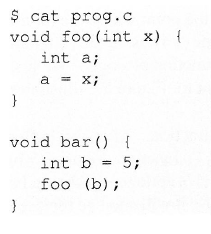 $ cat prog.c
void foo(int x) {
   int a;
   a = x;
}

void bar() {
   int b = 5;
   foo (b);
}